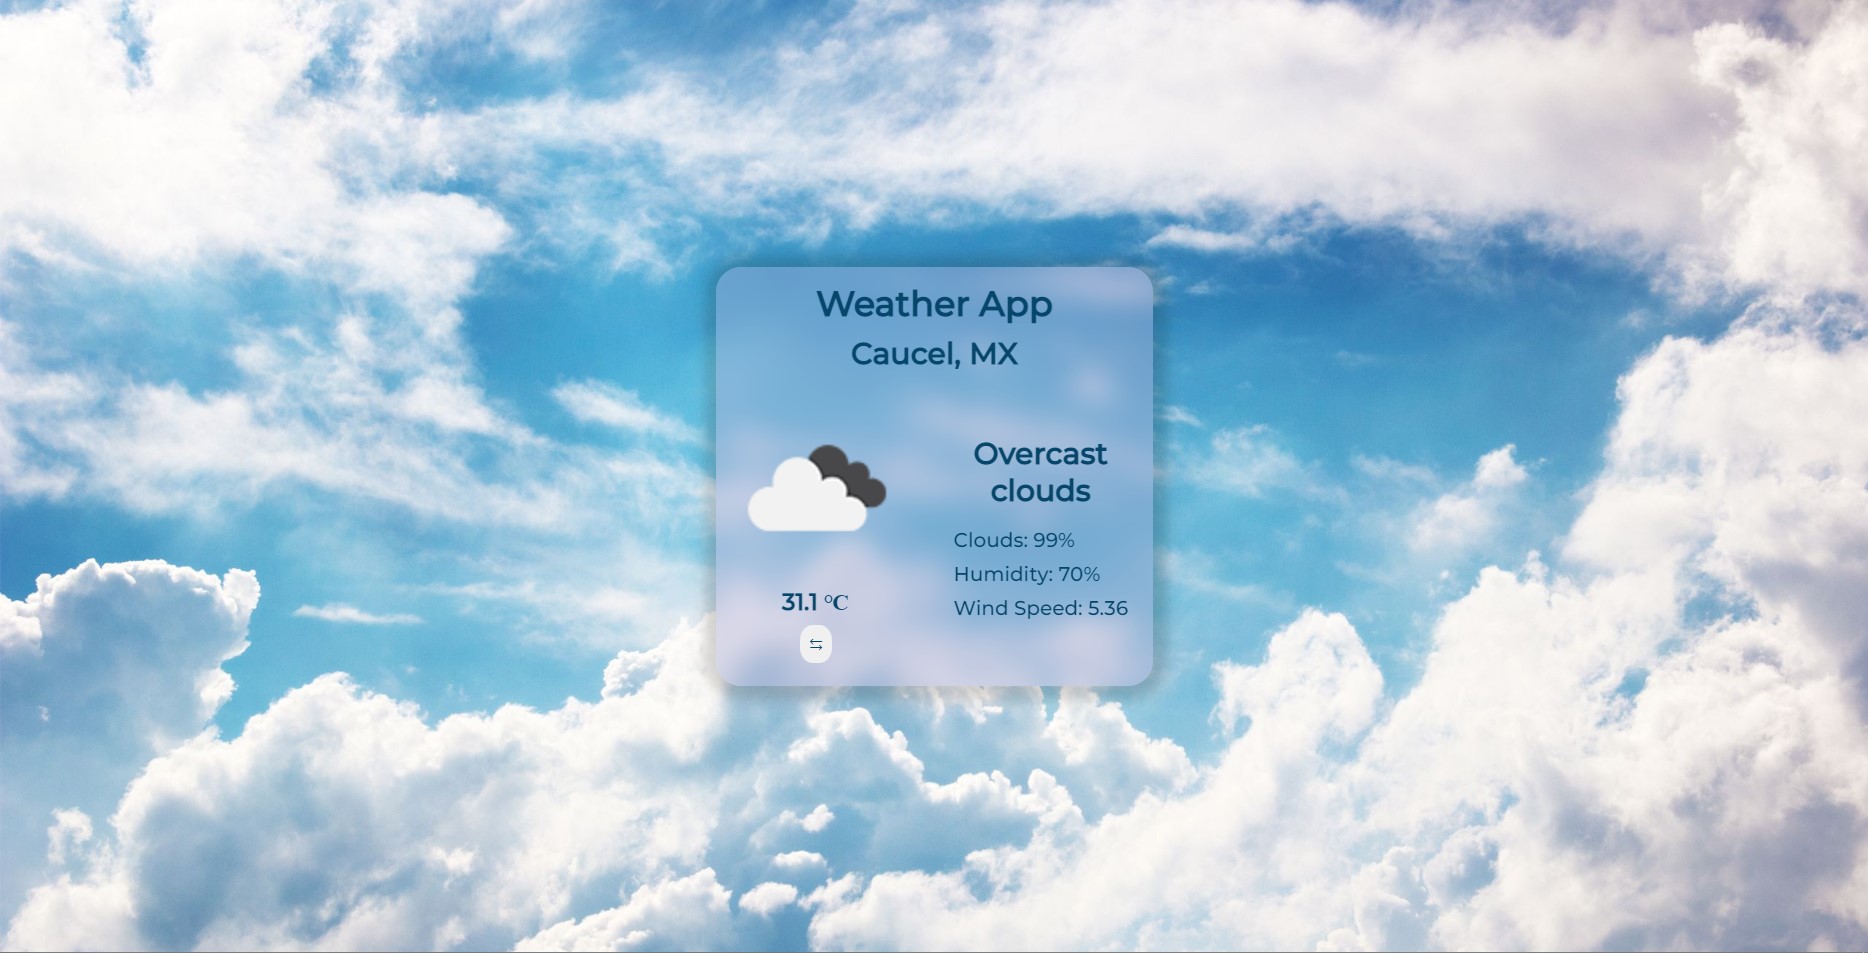 Weather App
Caucel, MX
Overcast
clouds
Clouds: 99%
Humidity: 70%
Wind Speed: 5.36
31.1 °C
⇆